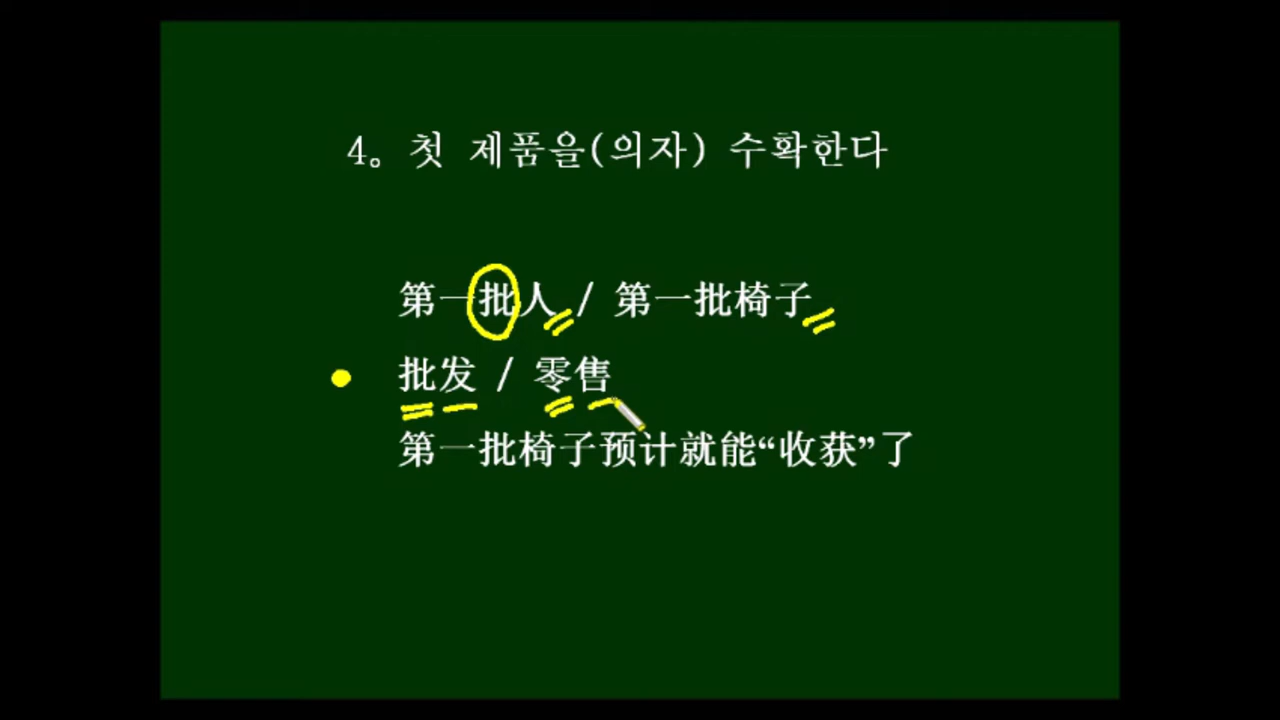 4。첫 제품을(의자) 수확한다
第一批人 / 第一批椅子
批发 / 零售
第一批椅子预计就能“收获”了